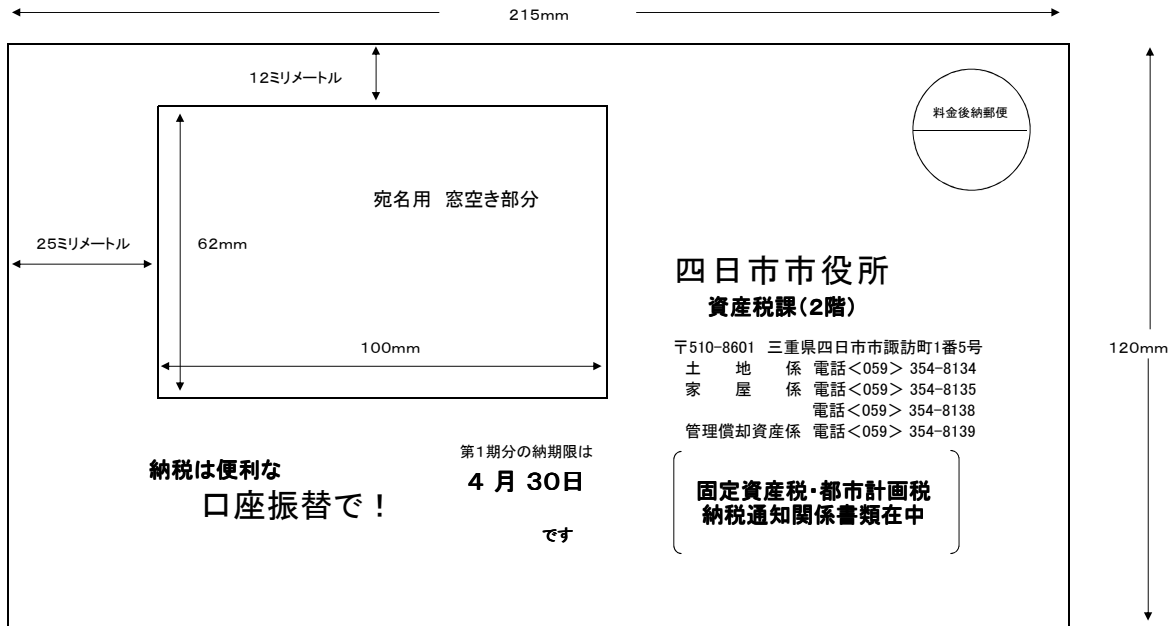 215mm
12ミリメートル
料金後納郵便
宛名用 窓空き部分
25ミリメートル
62mm
100mm
120mm
四日市市役所
資産税課(2階)
〒510-8601 三重県四日市市諏訪町1番5号
土 地 係 電話<059> 354-8134
家 屋 係 電話<059> 354-8135
電話<059> 354-8138
管理償却資産係 電話<059> 354-8139
納税は便利な
口座振替で!
第1期分の納期限は
4 月 30日
です
固定資産税・都市計画税
納税通知関係書類在中